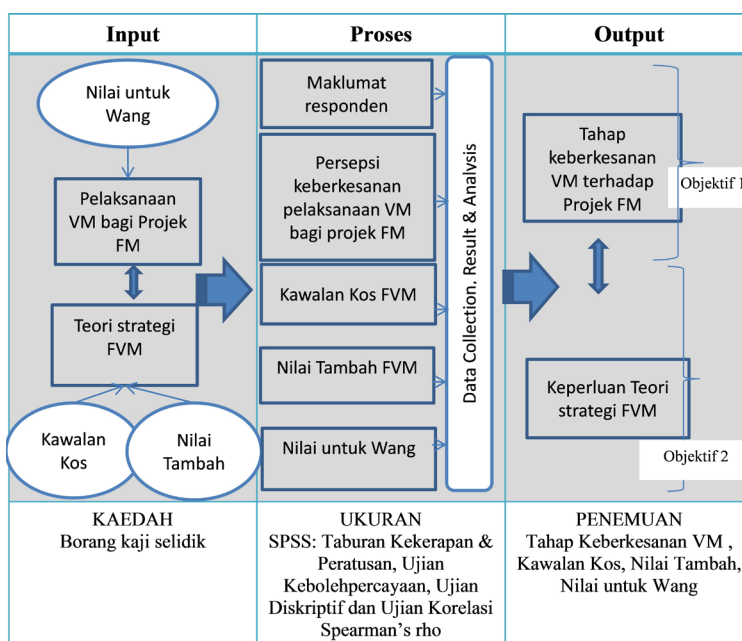 Input
Proses
Output
Nilai untuk
Wang
Pelaksanaan
VM bagi Projek
FM
Teori strategi
FVM
Kawalan
Kos
Nilai
Tambah
Maklumat
responden
Persepsi
keberkesanan
pelaksanaan VM
bagi projek FM
Kawalan Kos FVM
Nilai Tambah FVM
Nilai untuk Wang
Data Collection. Result & Analysis
Tahap
keberkesanan
VM terhadap
Projek FM
Objektif 1
Keperluan Teori
strategi FVM
Objektif 2
KAEDAH
Borang kaji selidik
UKURAN
SPSS: Taburan Kekerapan &
Peratusan, Ujian
Kebolehpercayaan, Ujian
Diskriptif dan Ujian Korelasi
Spearman's rho
PENEMUAN
Tahap Keberkesanan VM ,
Kawalan Kos, Nilai Tambah,
Nilai untuk Wang